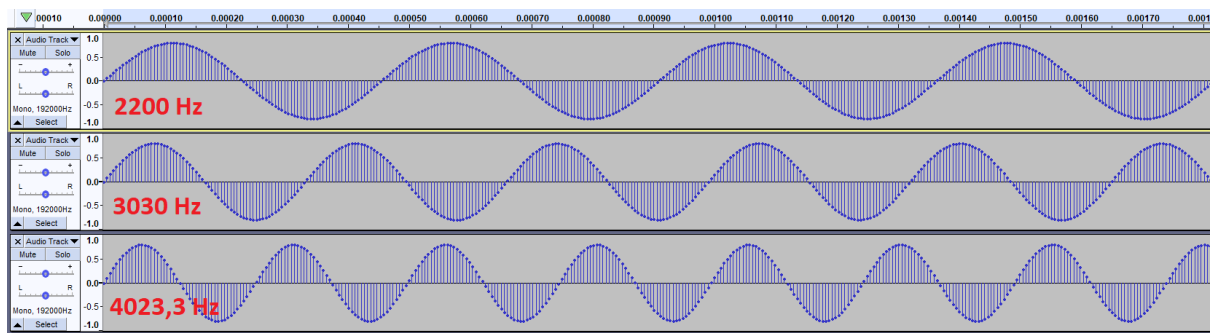 00010 0.00000 0.00010 0.00020 0.00030 0.00040 0.00050 0.00060 0.00070 0.00080 0.00090 0.00100 0.00110 0.00120 0.00130 0.00140 0.00150 0.00160 0.00170 0.001
× Audio Track ▼ 1.0
Mute Solo 0.5-
- + 0.0-
L R -0.5-
Mono, 192000Hz
Select -1.0
2200 Hz
× Audio Track ▼ 1.0
Mute Solo 0.5-
- + 0.0-
L R -0.5-
Mono, 192000Hz
Select -1.0
3030 Hz
× Audio Track ▼ 1.0
Mute Solo 0.5-
- + 0.0-
L R -0.5-
Mono, 192000Hz
Select -1.0
4023,3 Hz